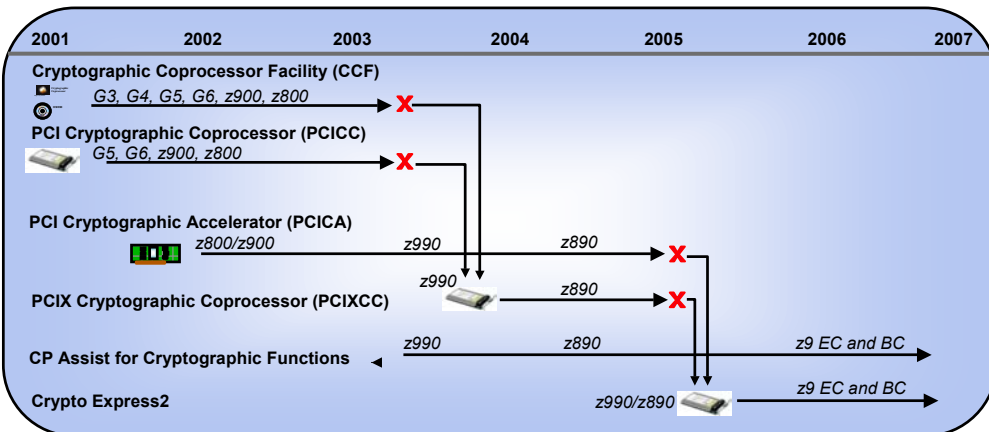 2001 2002 2003 2004 2005 2006 2007
Cryptographic Coprocessor Facility (CCF)
G3, G4, G5, G6, z900, z800
X
PCI Cryptographic Coprocessor (PCICC)
G5, G6, z900, z800
X
PCI Cryptographic Accelerator (PCICA)
z800/z900 z990 z890
X
z990
PCIX Cryptographic Coprocessor (PCIXCC) z890
X
z990 z890 z9 EC and BC
CP Assist for Cryptographic Functions
z9 EC and BC
Crypto Express2 z990/z890